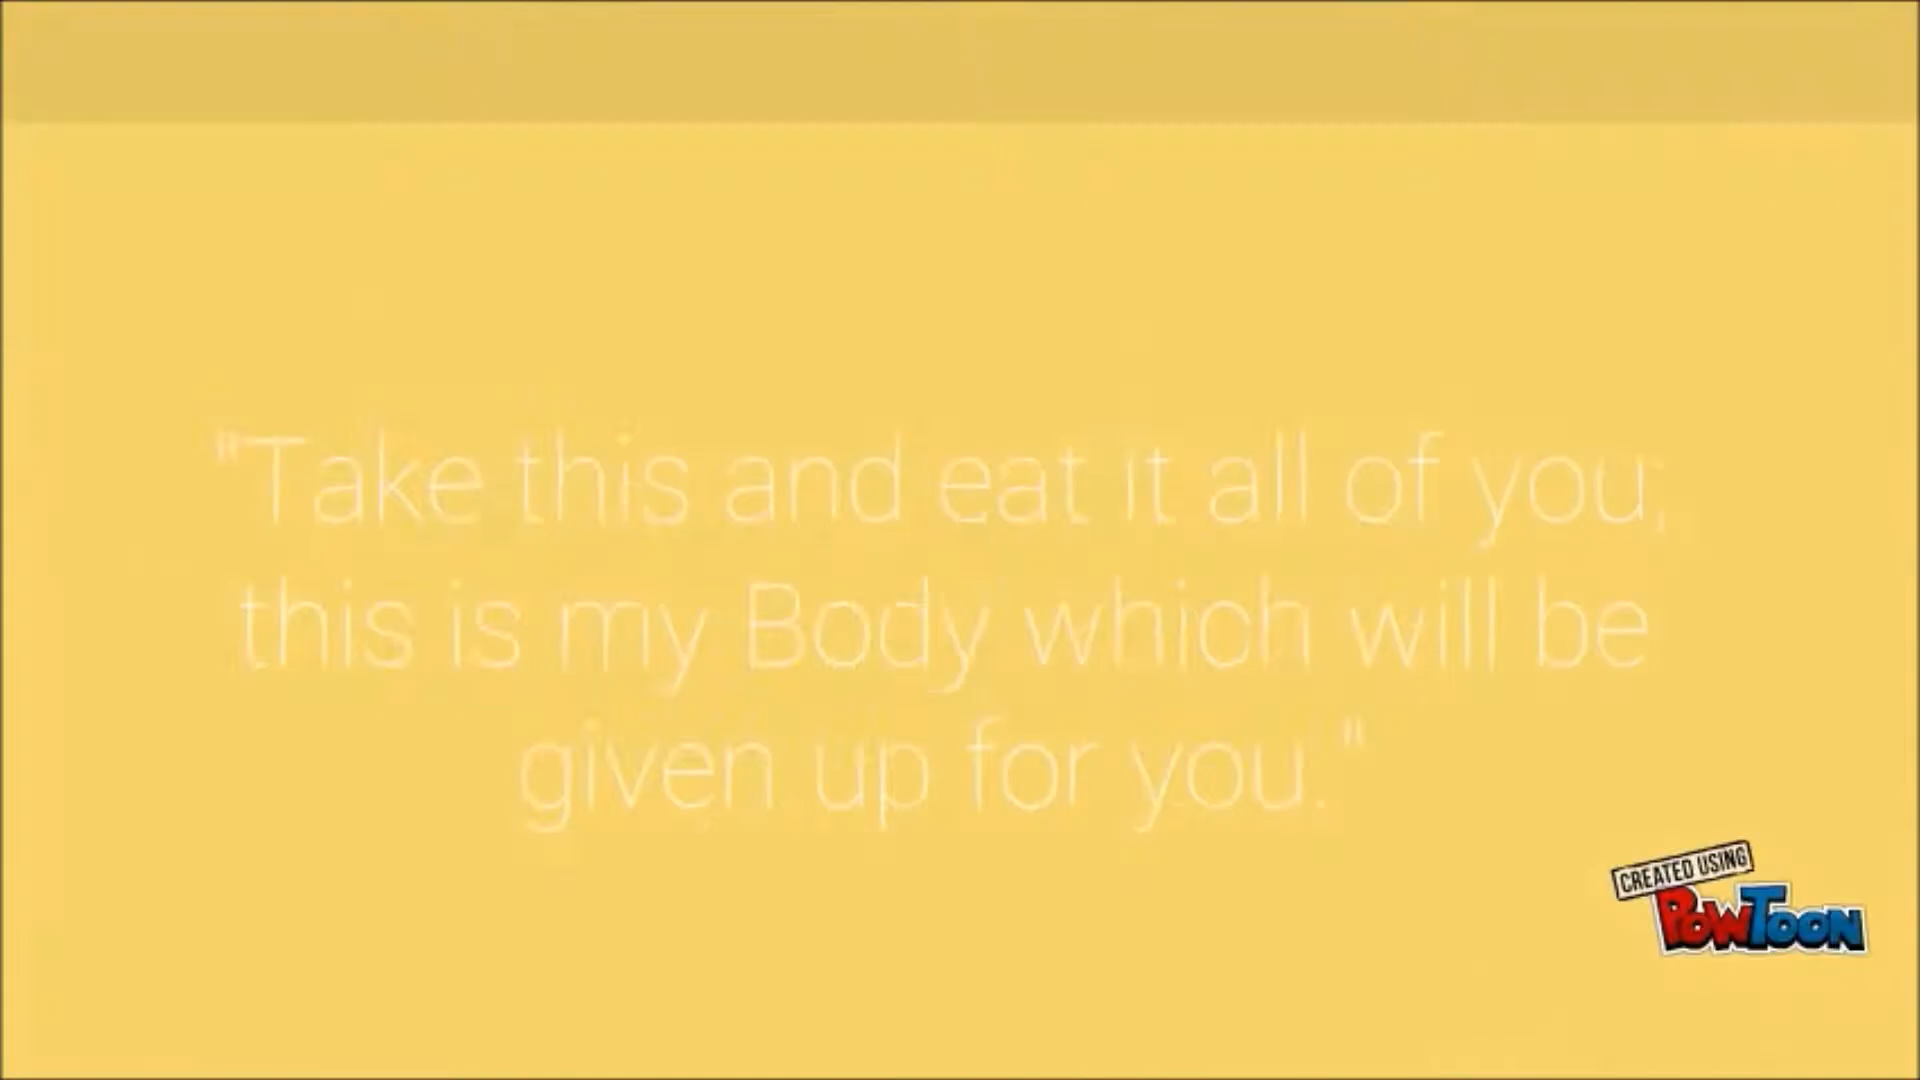 "Take this and eat it all of you;
this is my Body which will be
given up for you."
CREATED USING
POWTOON